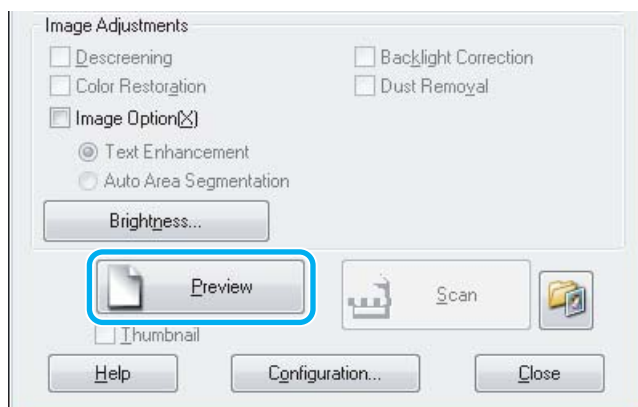 Image Adjustments
Descreening
Backlight Correction
Color Restoration
Dust Removal
Image Option(X)
Text Enhancement
Auto Area Segmentation
Brightness...
Preview
Scan
Thumbnail
Help
Configuration...
Close